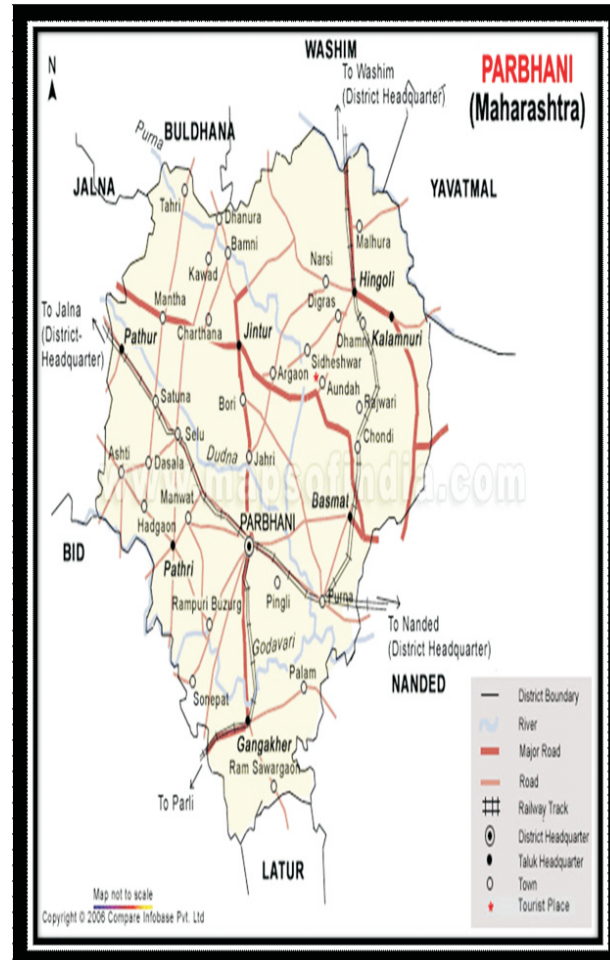 PARBHANI
(Maharashtra)
N
WASHIM
To Washim
(District Headquarter)
Purna
BULDHANA
JALNA
YAVATMAL
Tahri
Dhanura
Bamni
Malhura
Kawad
Narsi
Hingoli
Mantha
Digras
To Jalna
(District-
Headquarter)
Charthana
Jintur
Dhamni
Kalamnuri
Pathur
Sidheshwar
Argaon
Aundah
Satuna
Bori
Rajwari
Selu
Chondi
Dudna
Ashti
Dasala
Jahri
www.mapsofindia.com
Manwat
Basmat
Hadgaon
PARBHANI
BID
Pathri
Rampuri Buzurg
Pingli
Purna
To Nanded
(District Headquarter)
Godavari
NANDED
Palam
Sonepat
Gangakher
Ram Sawargaon
To Parli
LATUR
District Boundary
River
Major Road
Road
Railway Track
District Headquarter
Taluk Headquarter
Town
Tourist Place
Map not to scale
Copyright © 2006 Compare Infobase Pvt. Ltd